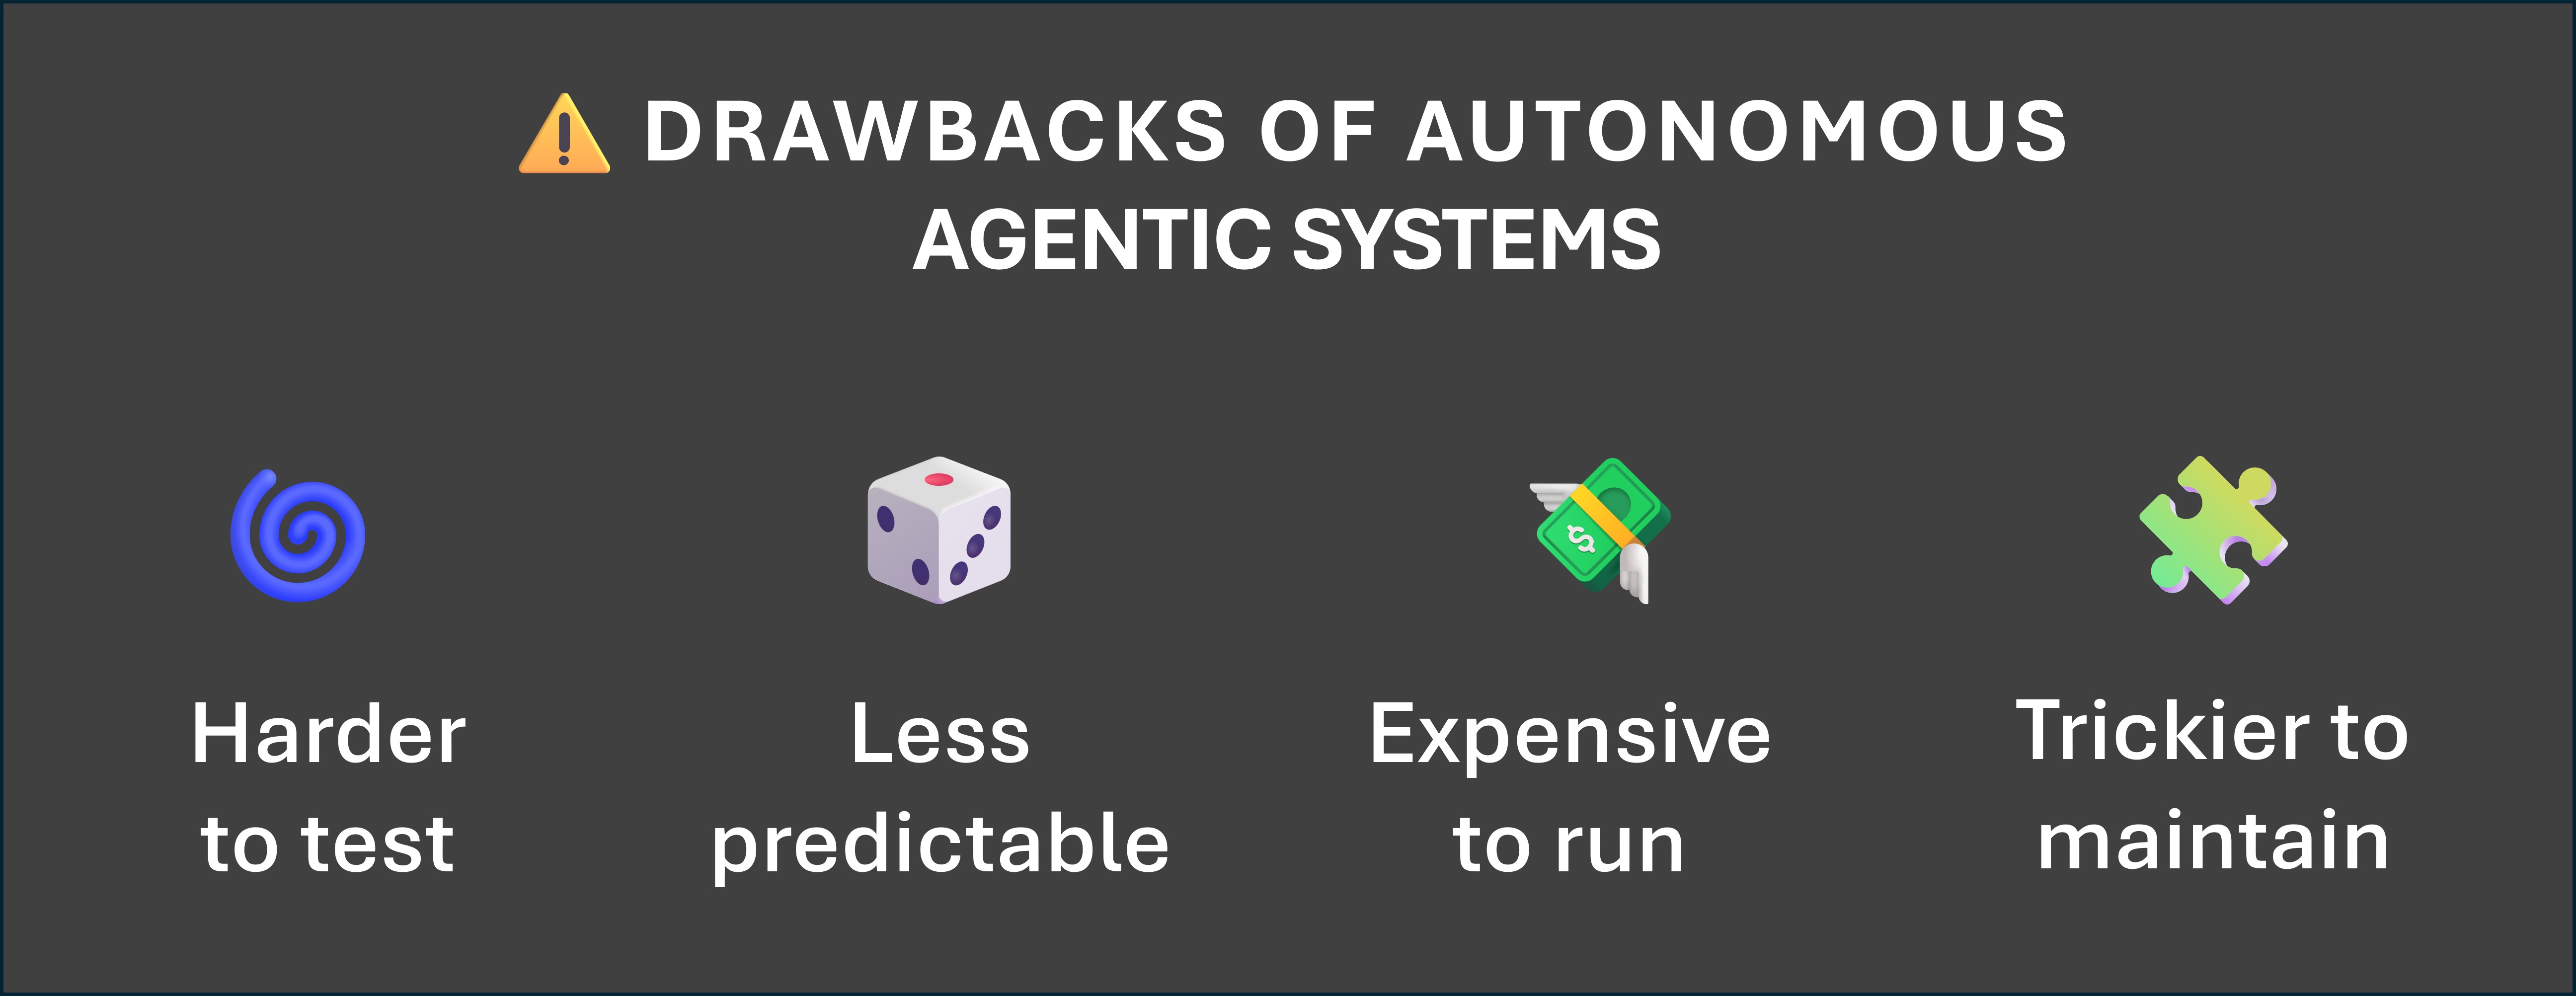 ⚠️ DRAWBACKS OF AUTONOMOUS
AGENTIC SYSTEMS
Harder
to test
Less
predictable
Expensive
to run
Trickier to
maintain